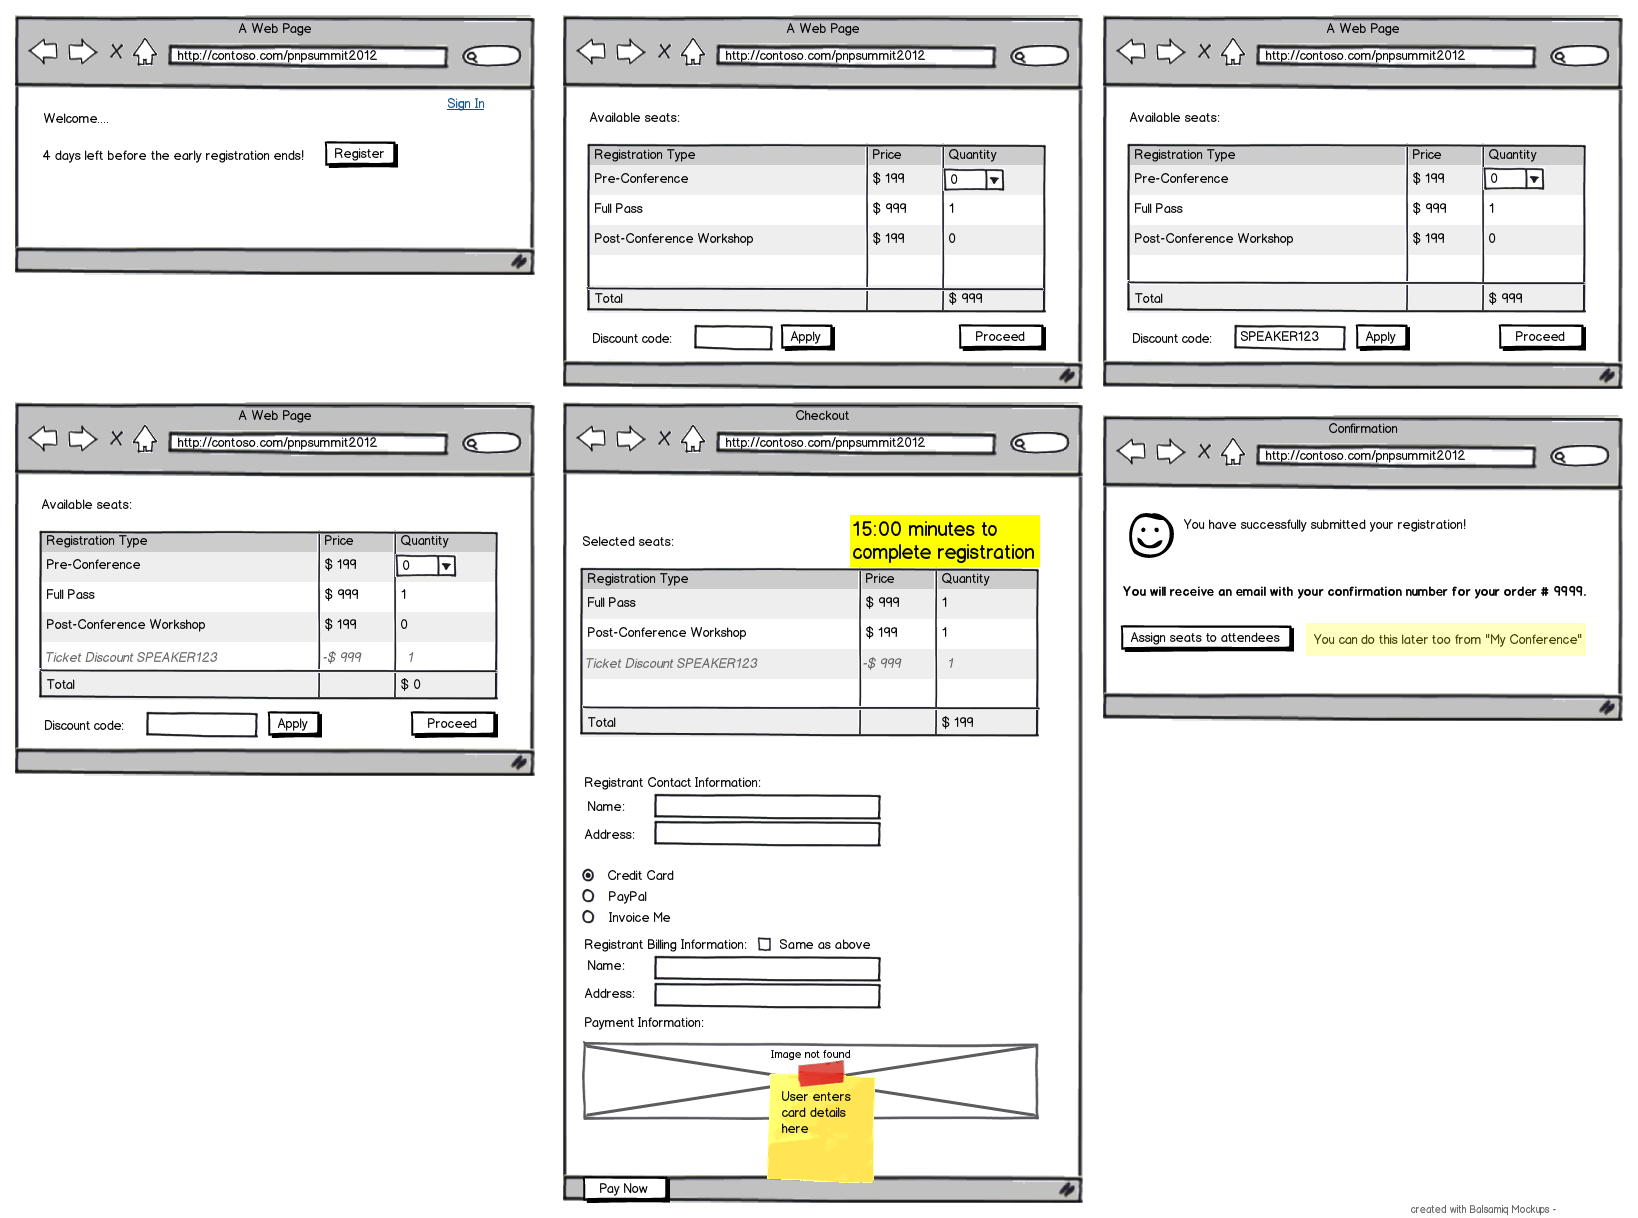 A Web Page
http://contoso.com/pnpsummit2012
Sign In
Welcome....
4 days left before the early registration ends!
Register
A Web Page
http://contoso.com/pnpsummit2012
Available seats:
Registration Type Price Quantity
Pre-Conference $ 199 0
Full Pass $ 999 1
Post-Conference Workshop $ 199 0
Total $ 999
Discount code: Apply Proceed
A Web Page
http://contoso.com/pnpsummit2012
Available seats:
Registration Type Price Quantity
Pre-Conference $ 199 0
Full Pass $ 999 1
Post-Conference Workshop $ 199 0
Total $ 999
Discount code: SPEAKER123 Apply Proceed
A Web Page
http://contoso.com/pnpsummit2012
Available seats:
Registration Type Price Quantity
Pre-Conference $ 199 0
Full Pass $ 999 1
Post-Conference Workshop $ 199 0
Ticket Discount SPEAKER123 -$ 999 1
Total $ 0
Discount code: Apply Proceed
Checkout
http://contoso.com/pnpsummit2012
15:00 minutes to
complete registration
Selected seats:
Registration Type Price Quantity
Full Pass $ 999 1
Post-Conference Workshop $ 199 1
Ticket Discount SPEAKER123 -$ 999 1
Total $ 199
Registrant Contact Information:
Name:
Address:
Credit Card
PayPal
Invoice Me
Registrant Billing Information: Same as above
Name:
Address:
Payment Information:
Image not found
User enters
card details
here
Pay Now
Confirmation
http://contoso.com/pnpsummit2012
You have successfully submitted your registration!
You will receive an email with your confirmation number for your order # 9999.
Assign seats to attendees
You can do this later too from "My Conference"
created with Balsamiq Mockups -